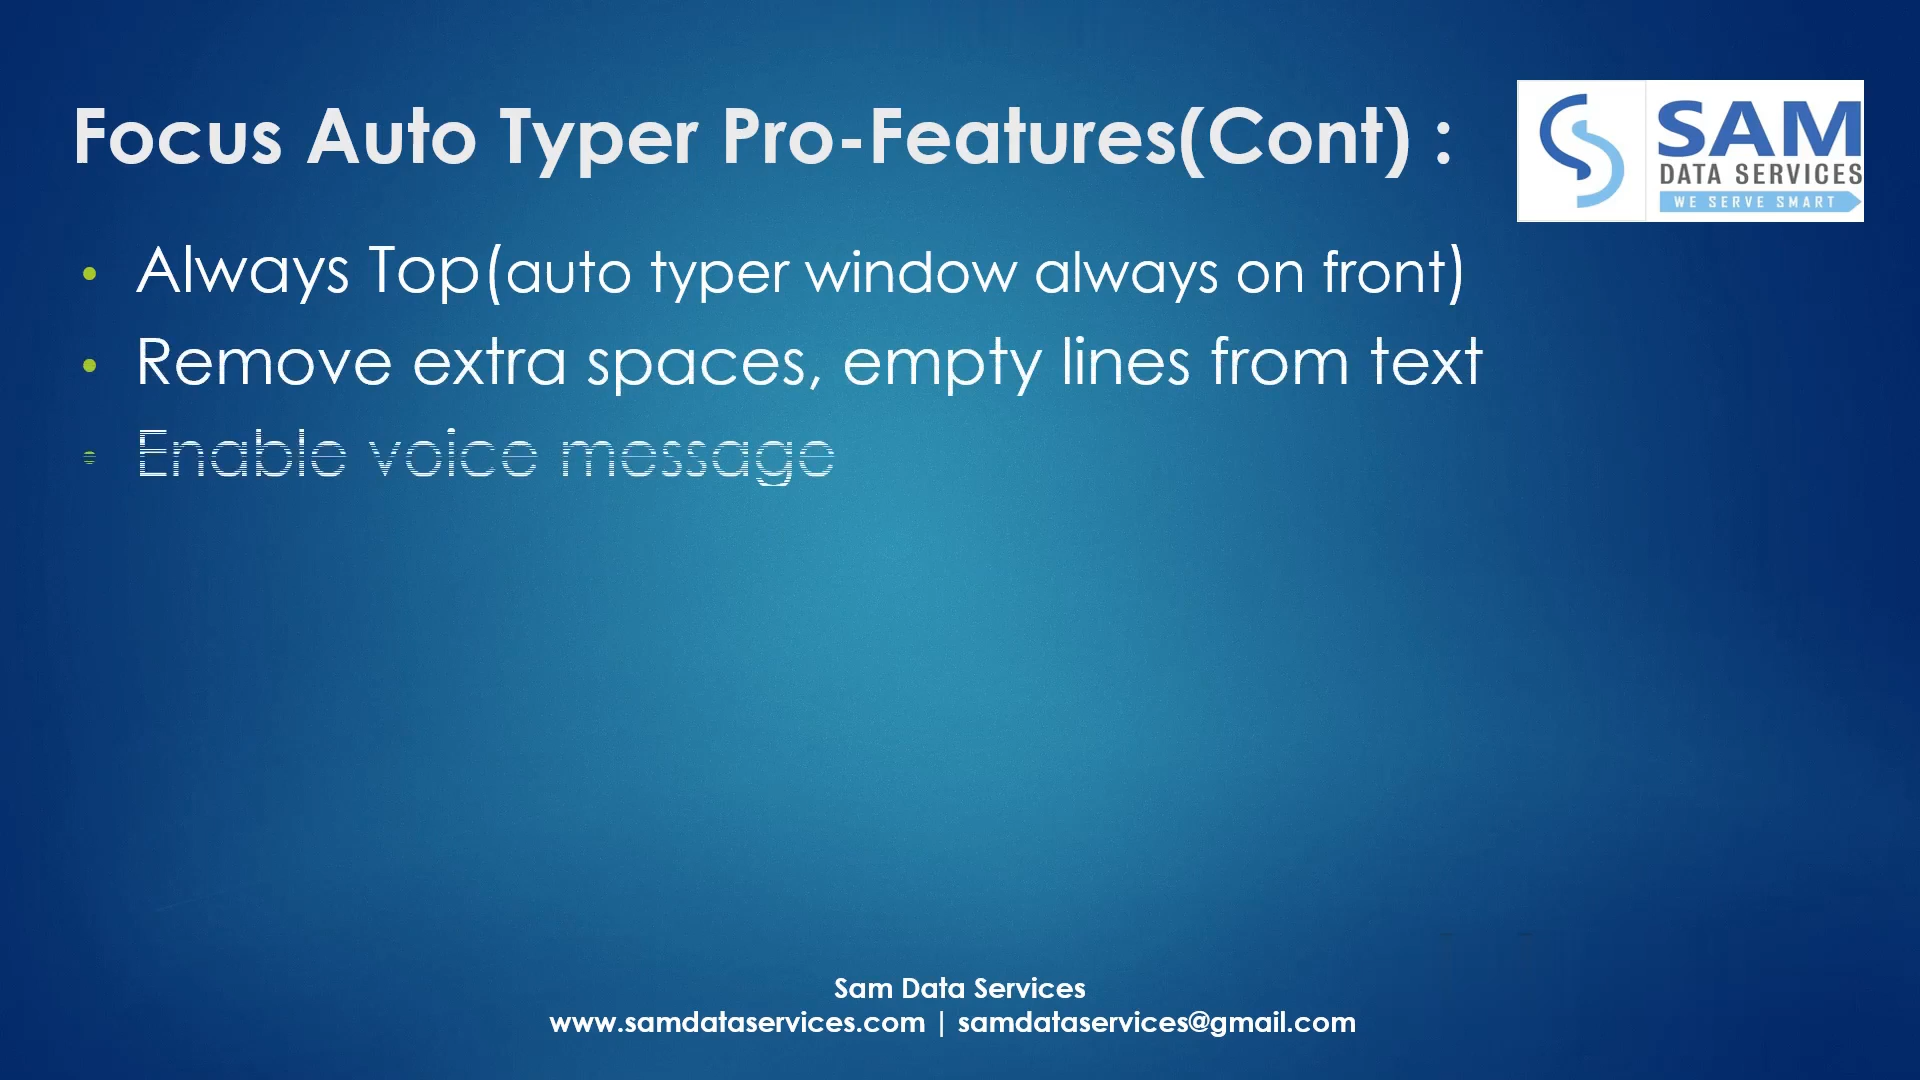 Focus Auto Typer Pro-Features(Cont) :
SAM
DATA SERVICES
WE SERVE SMART
• Always Top(auto typer window always on front)
• Remove extra spaces, empty lines from text
• Enable voice message
Sam Data Services
www.samdataservices.com | samdataservices@gmail.com